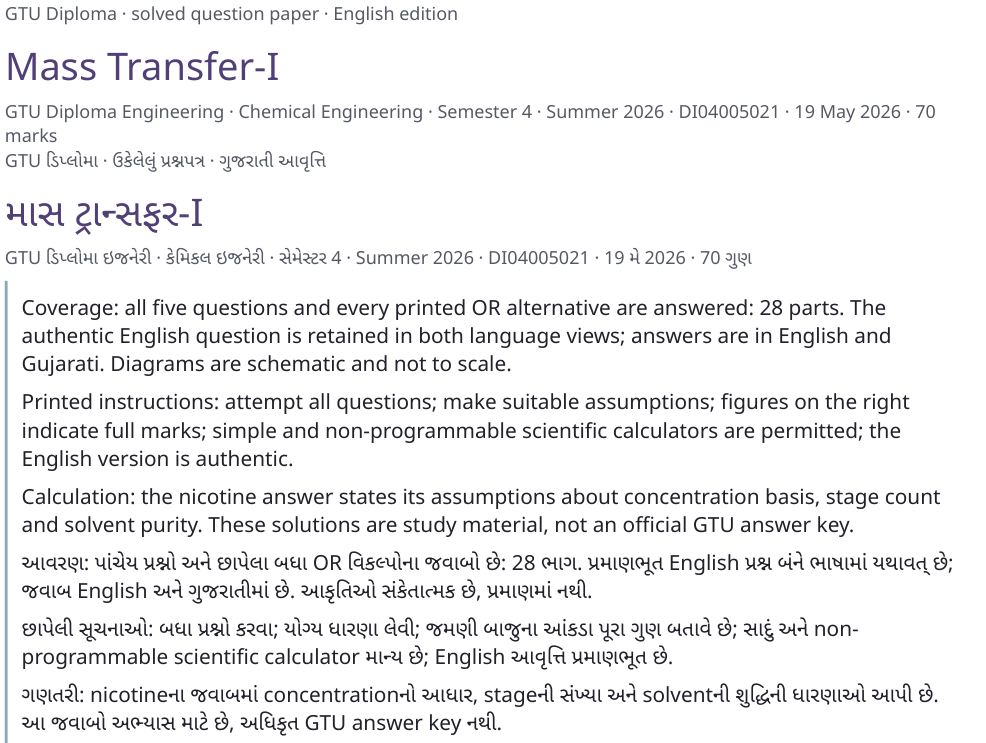 GTU Diploma · solved question paper · English edition
Mass Transfer-I
GTU Diploma Engineering · Chemical Engineering · Semester 4 · Summer 2026 · DI04005021 · 19 May 2026 · 70
marks
GTU ડિપ્લોમા · ઉકેલેલું પ્રશ્નપત્ર · ગુજરાતી આવૃત્તિ
માસ ટ્રાન્સફર-I
GTU ડિપ્લોમા ઇજનેરી · કેમિકલ ઇજનેરી · સેમેસ્ટર 4 · Summer 2026 · DI04005021 · 19 મે 2026 · 70 ગુણ
Coverage: all five questions and every printed OR alternative are answered: 28 parts. The
authentic English question is retained in both language views; answers are in English and
Gujarati. Diagrams are schematic and not to scale.
Printed instructions: attempt all questions; make suitable assumptions; figures on the right
indicate full marks; simple and non-programmable scientific calculators are permitted; the
English version is authentic.
Calculation: the nicotine answer states its assumptions about concentration basis, stage count
and solvent purity. These solutions are study material, not an official GTU answer key.
આવરણ: પાંચેય પ્રશ્નો અને છાપેલા બધા OR વિકલ્પોના જવાબો છે: 28 ભાગ. પ્રમાણભૂત English પ્રશ્ન બંને ભાષામાં યથાવત્ છે;
જવાબ English અને ગુજરાતીમાં છે. આકૃતિઓ સંકેતાત્મક છે, પ્રમાણમાં નથી.
છાપેલી સૂચનાઓ: બધા પ્રશ્નો કરવા; યોગ્ય ધારણા લેવી; જમણી બાજુના આંકડા પૂરા ગુણ બતાવે છે; સાદું અને non-
programmable scientific calculator માન્ય છે; English આવૃત્તિ પ્રમાણભૂત છે.
ગણતરી: nicotineના જવાબમાં concentrationનો આધાર, stageની સંખ્યા અને solventની શુદ્ધિની ધારણાઓ આપી છે.
આ જવાબો અભ્યાસ માટે છે, અધિકૃત GTU answer key નથી.